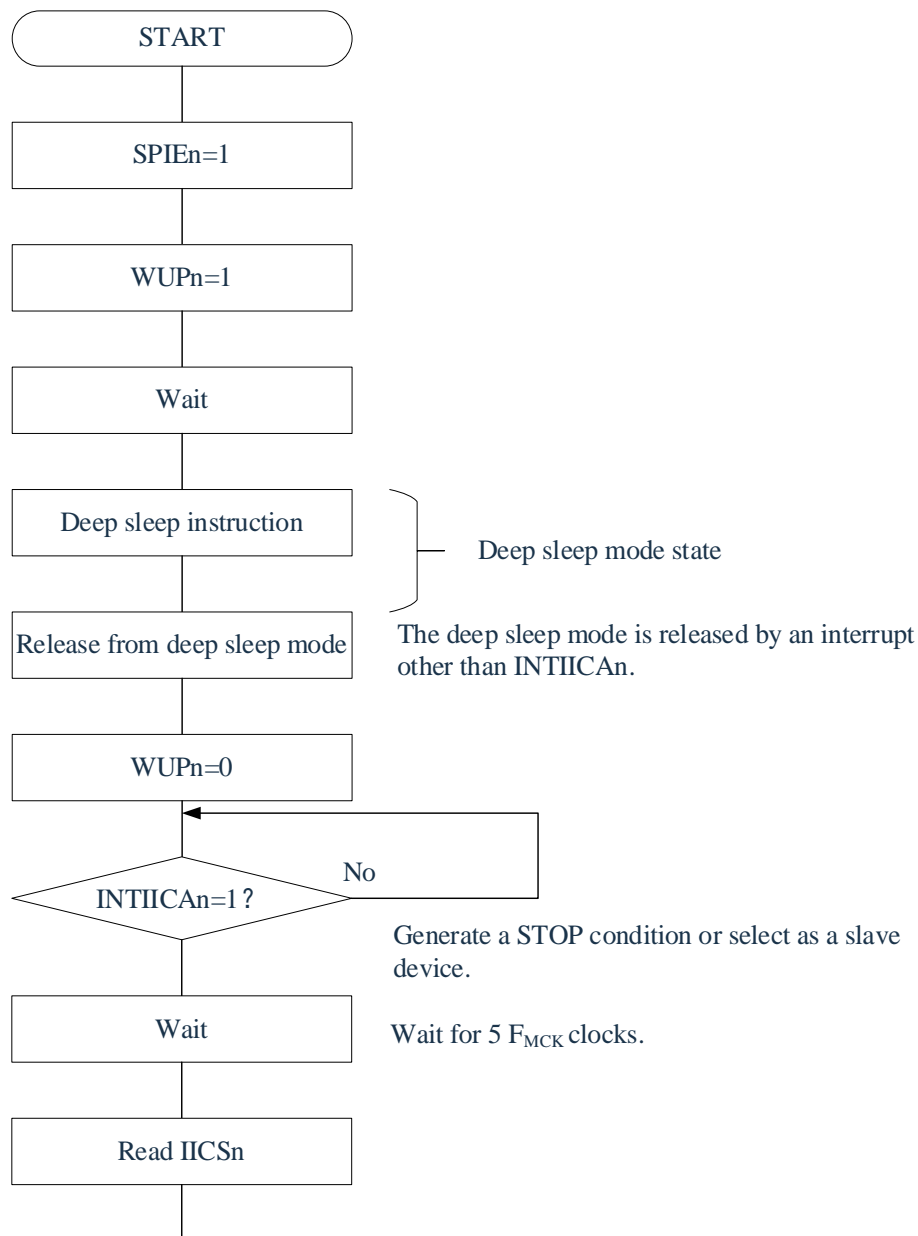 START
SPIEn=1
WUPn=1
Wait
Deep sleep instruction
Deep sleep mode state
Release from deep sleep mode
The deep sleep mode is released by an interrupt
other than INTIICAn.
WUPn=0
No
INTIICAn=1?
Generate a STOP condition or select as a slave
device.
Wait
Wait for 5 FMCK clocks.
Read IICSn